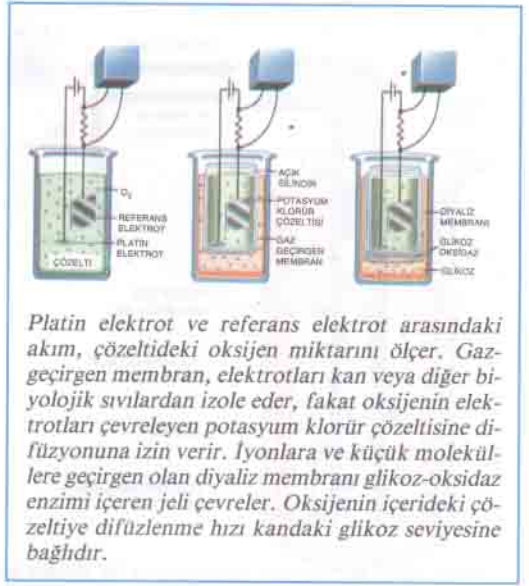 O₂
REFERANS
ELEKTROT
PLATİN
ELEKTROT
ÇÖZELTİ
AÇIK
SİLİNDİR
POTASYUM
KLORÜR
ÇÖZELTİSİ
GAZ
GEÇİRGEN
MEMBRAN
DİYALİZ
MEMBRANI
GLİKOZ
OKSİDAZ
GLİKOZ
Platin elektrot ve referans elektrot arasındaki
akım, çözeltideki oksijen miktarını ölçer. Gaz-
geçirgen membran, elektrotları kan veya diğer bi-
yolojik sıvılardan izole eder, fakat oksijenin elek-
trotları çevreleyen potasyum klorür çözeltisine di-
füzyonuna izin verir. İyonlara ve küçük molekül-
lere geçirgen olan diyaliz membranı glikoz-oksidaz
enzimi içeren jeli çevreler. Oksijenin içerideki çö-
zeltiye difüzlenme hızı kandaki glikoz seviyesine
bağlıdır.